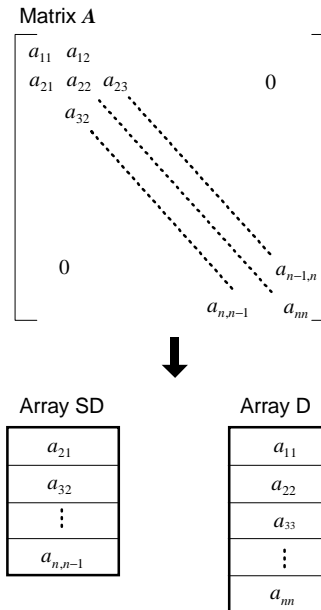 Matrix A
a11 a12
a21 a22 a23 0
a32
0 an−1,n
an,n−1 ann
Array SD
a21
a32
⋮
an,n−1
Array D
a11
a22
a33
⋮
ann